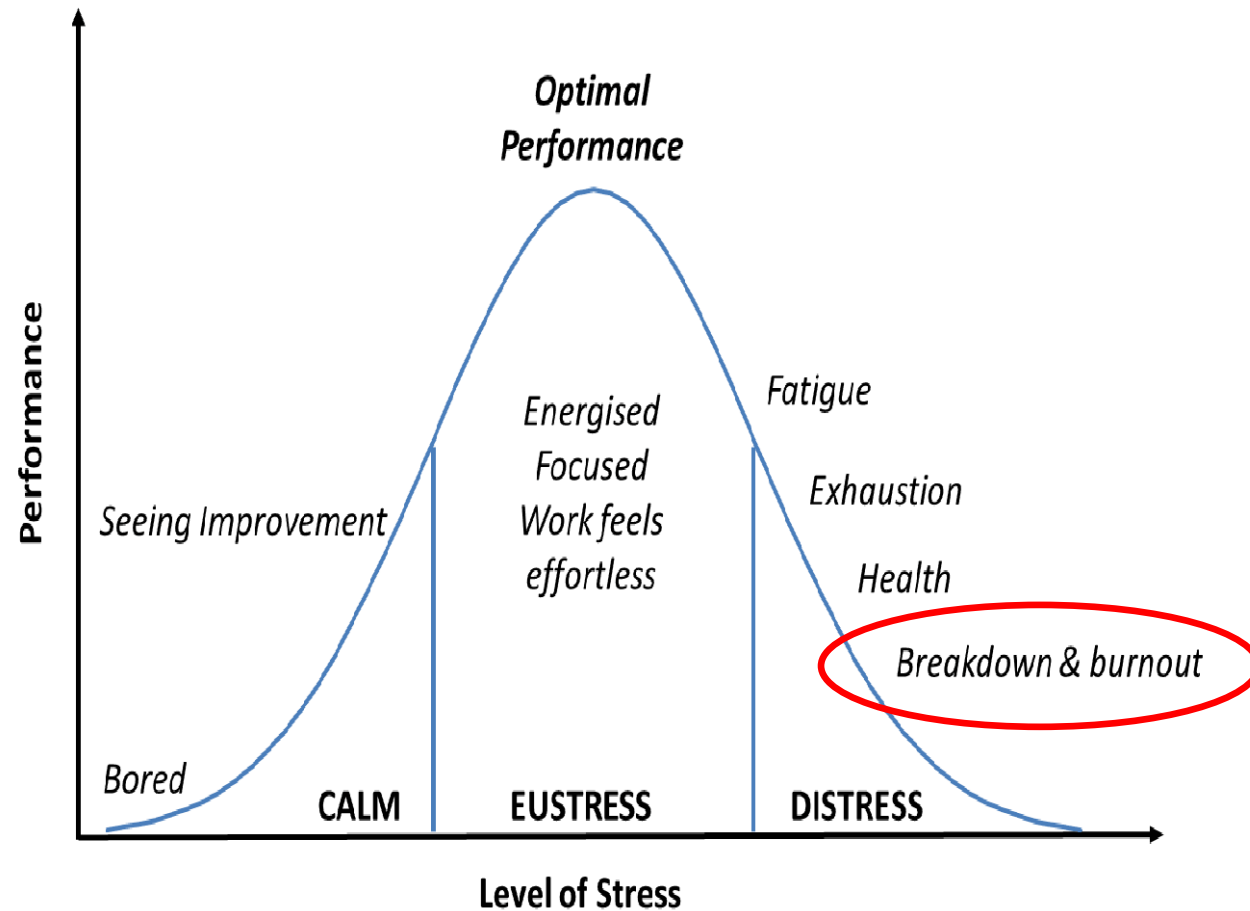 Optimal
Performance
Performance
Fatigue
Energised
Focused
Work feels
effortless
Exhaustion
Seeing Improvement
Health
Breakdown & burnout
Bored
CALM
EUSTRESS
DISTRESS
Level of Stress